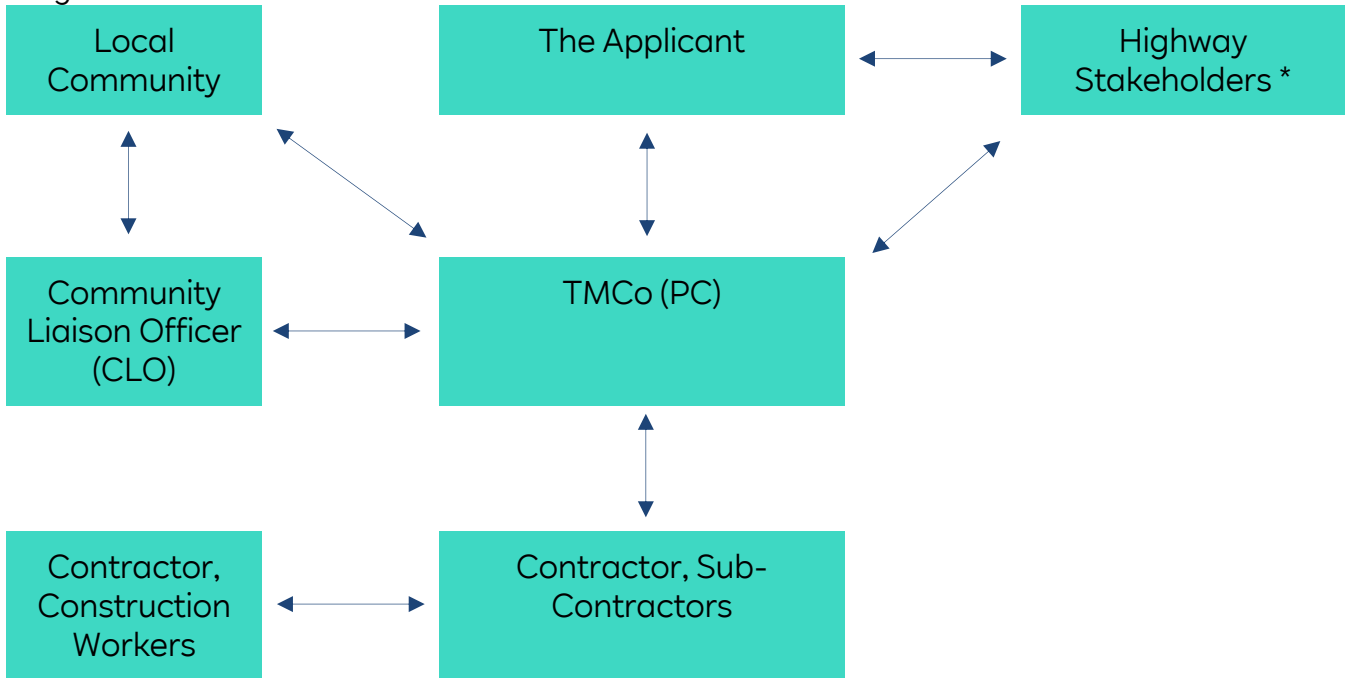 Local
Community
The Applicant
Highway
Stakeholders *
Community
Liaison Officer
(CLO)
TMCo (PC)
Contractor,
Construction
Workers
Contractor, Sub-
Contractors